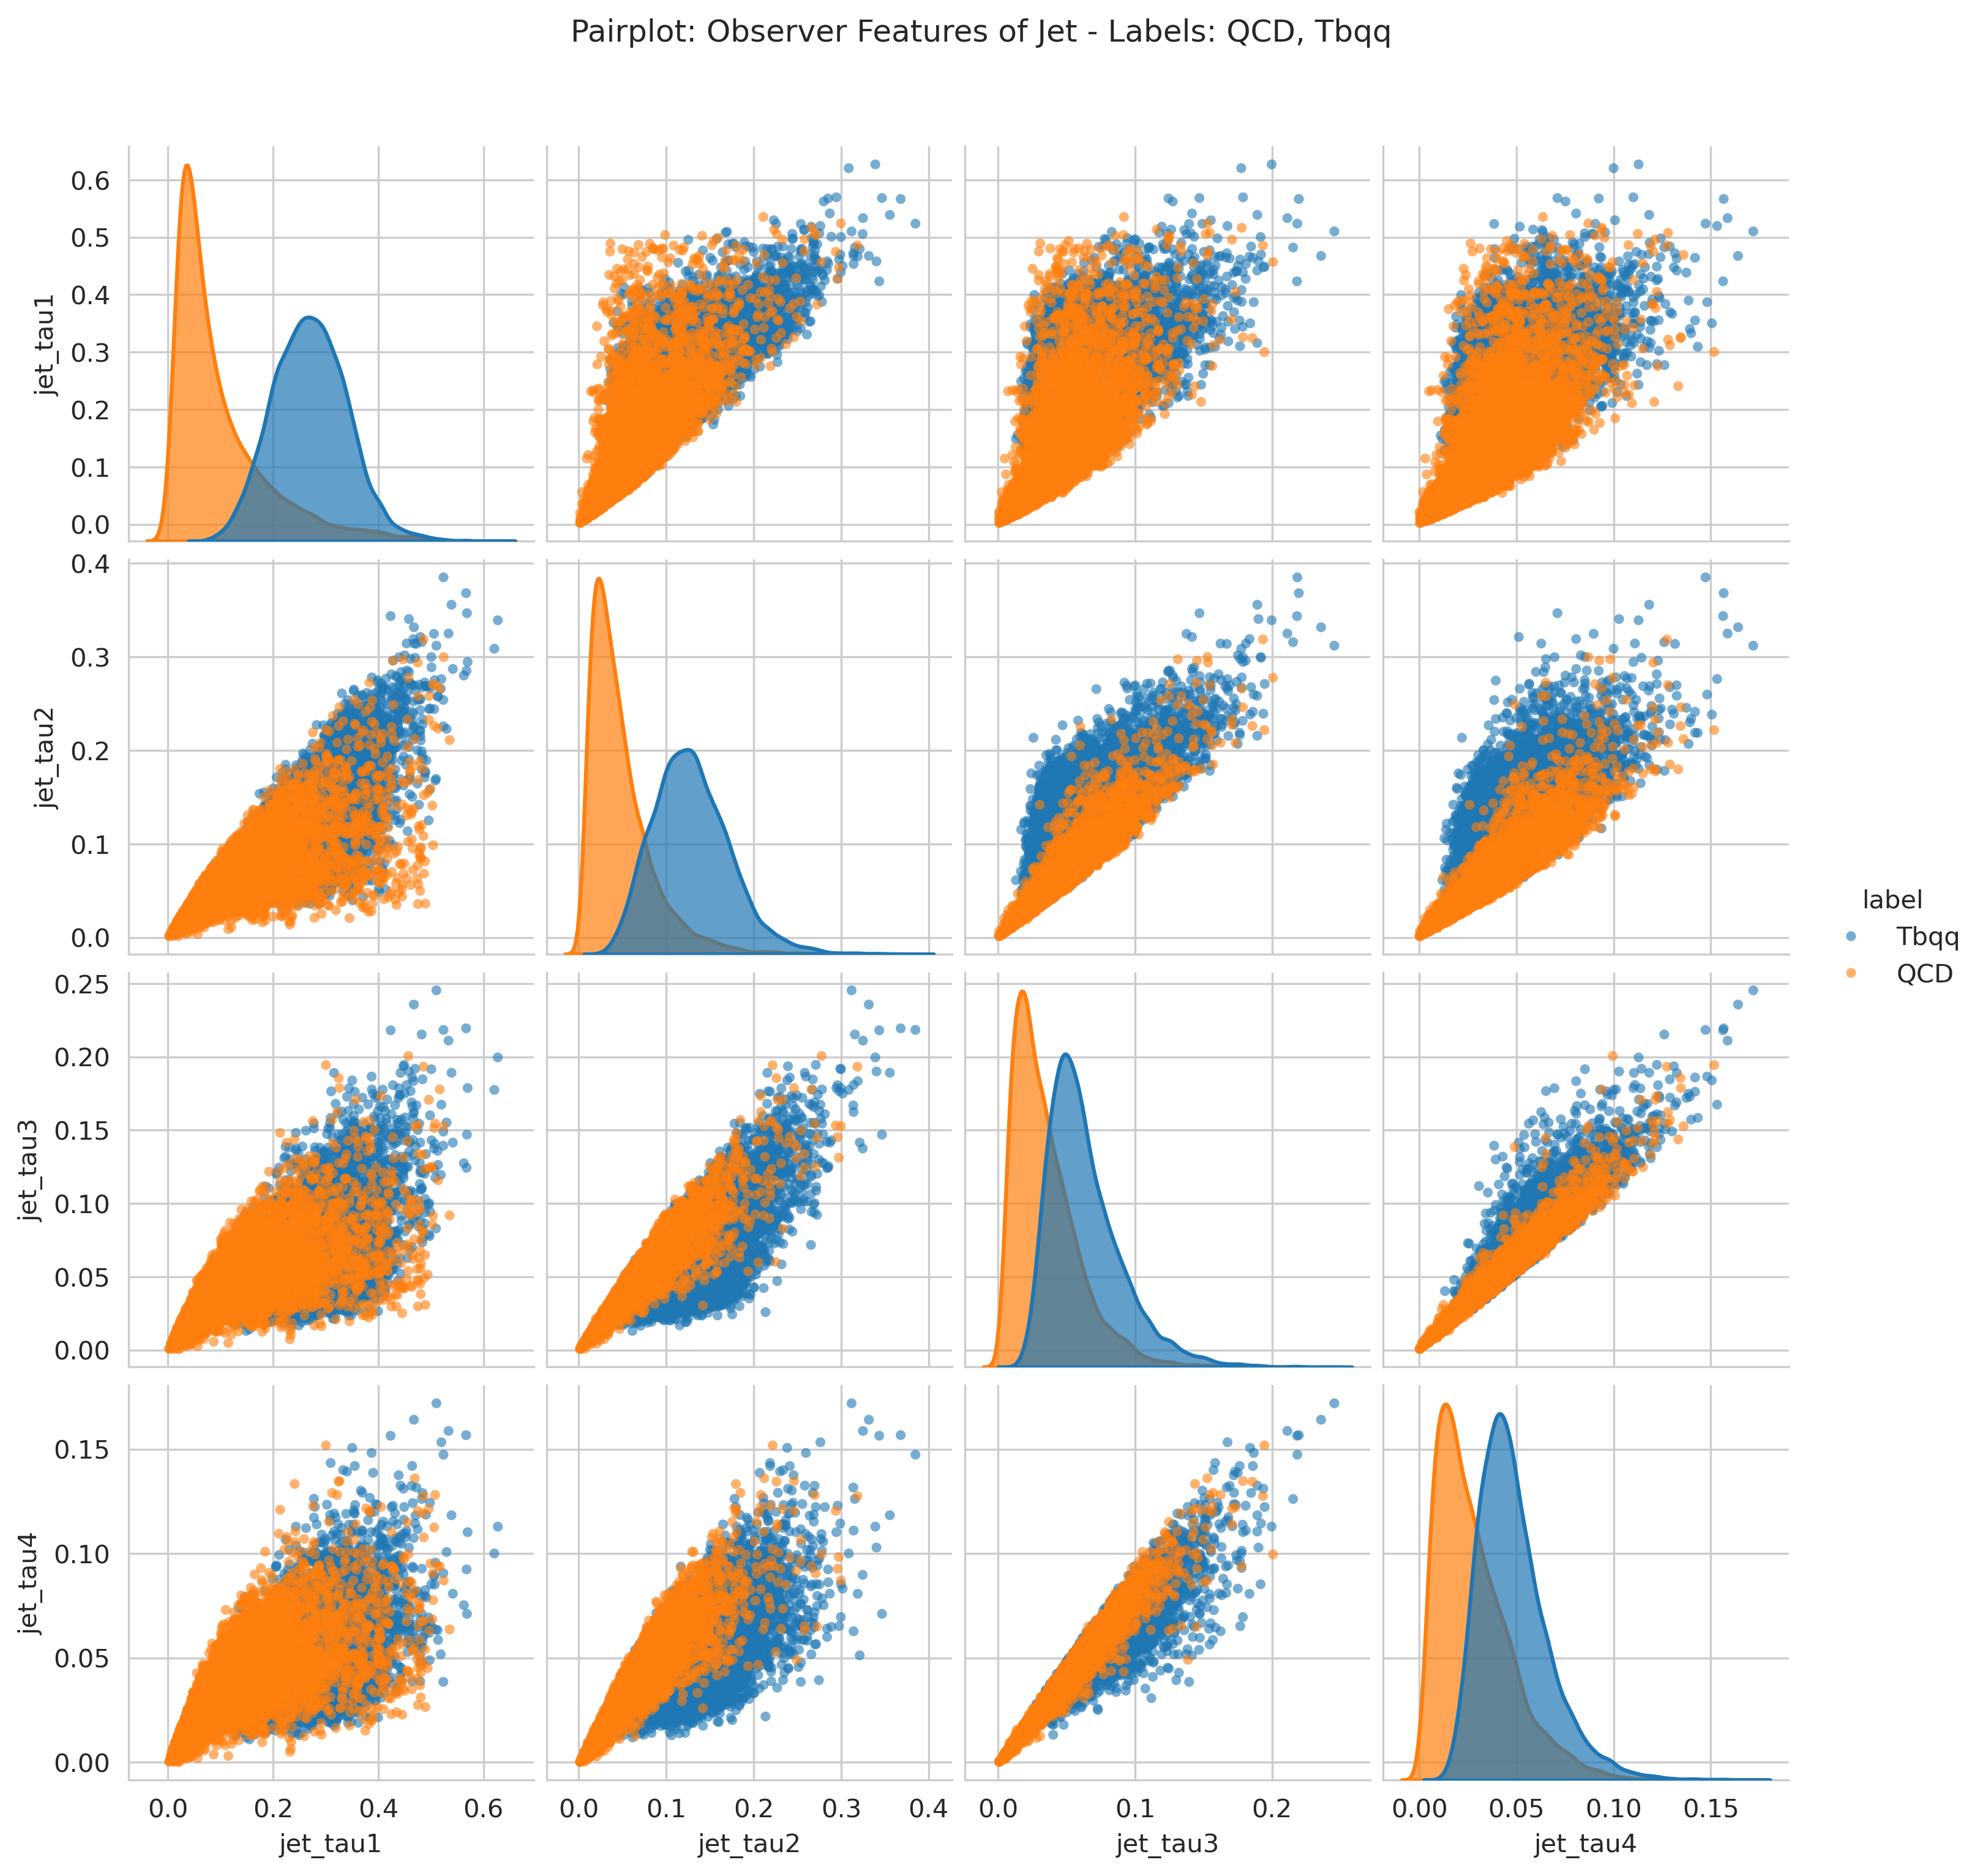 Pairplot: Observer Features of Jet - Labels: QCD, Tbqq
0.6
0.5
0.4
0.3
0.2
0.1
0.0
jet_tau1
0.4
0.3
0.2
0.1
0.0
jet_tau2
label
Tbqq
QCD
0.25
0.20
0.15
0.10
0.05
0.00
jet_tau3
0.15
0.10
0.05
0.00
jet_tau4
0.0 0.2 0.4 0.6
0.0 0.1 0.2 0.3 0.4
0.0 0.1 0.2
0.00 0.05 0.10 0.15
jet_tau1
jet_tau2
jet_tau3
jet_tau4